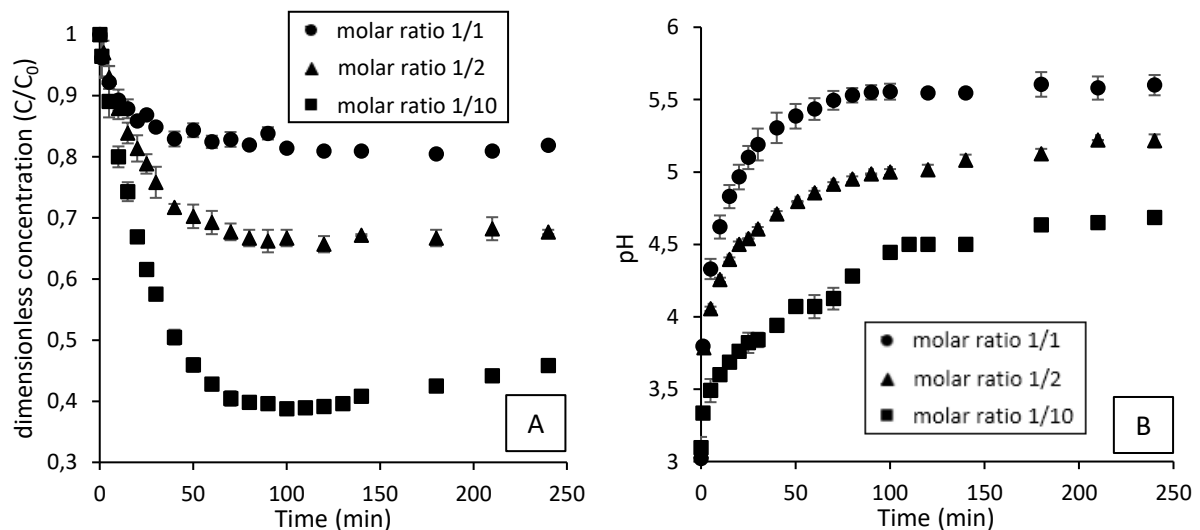 dimensionless concentration (C/C₀)
1
0,9
0,8
0,7
0,6
0,5
0,4
0,3
molar ratio 1/1
molar ratio 1/2
molar ratio 1/10
A
0
50
100
150
200
250
Time (min)
pH
6
5,5
5
4,5
4
3,5
3
molar ratio 1/1
molar ratio 1/2
molar ratio 1/10
B
0
50
100
150
200
250
Time (min)